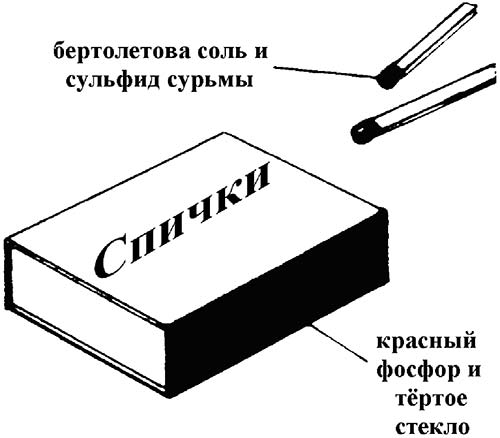 бертолетова соль и
сульфид сурьмы
Спички
красный
фосфор и
тёртое
стекло